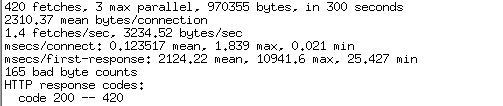 420 fetches, 3 max parallel, 970355 bytes, in 300 seconds
2310.37 mean bytes/connection
1.4 fetches/sec, 3234.52 bytes/sec
msecs/connect: 0.123517 mean, 1.839 max, 0.021 min
msecs/first-response: 2124.22 mean, 10941.6 max, 25.427 min
165 bad byte counts
HTTP response codes:
  code 200 -- 420